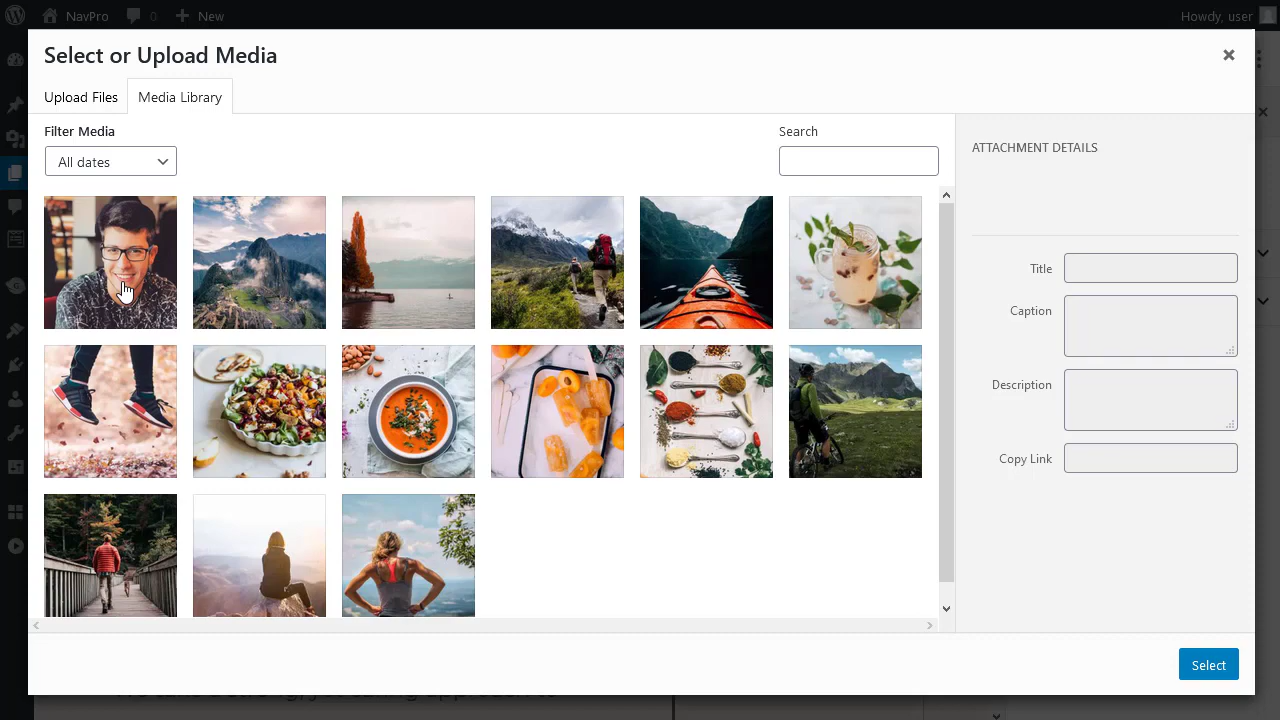 NavPro 0 New Howdy, user
Select or Upload Media
Upload Files Media Library
Filter Media
Search
All dates
ATTACHMENT DETAILS
Title
Caption
Description
Copy Link
Select